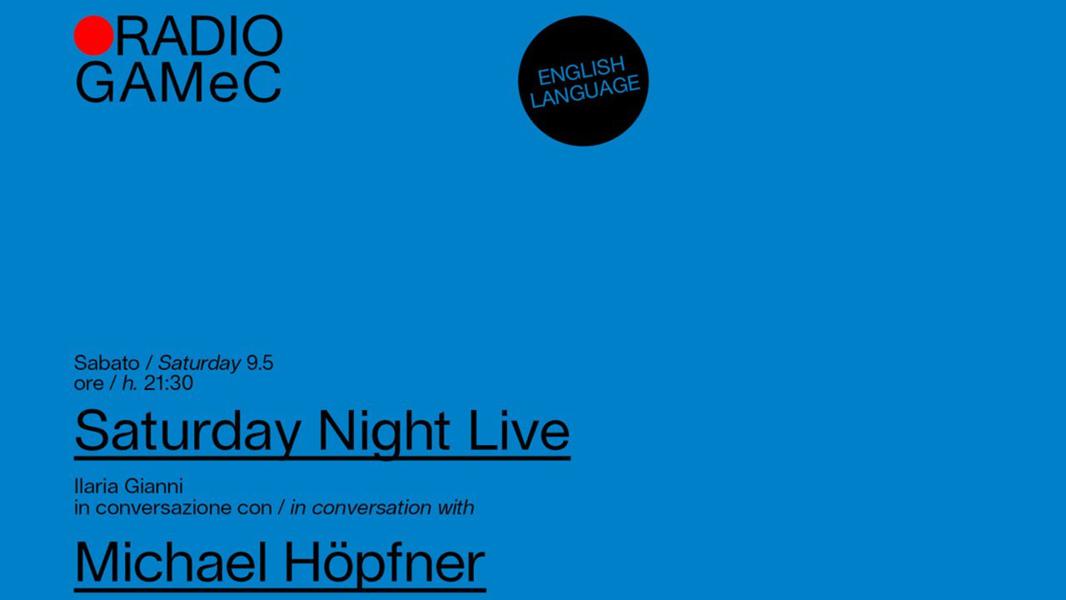 RADIO
GAMeC
ENGLISH
LANGUAGE
Sabato / Saturday 9.5
ore / h. 21:30
Saturday Night Live
Ilaria Gianni
in conversazione con / in conversation with
Michael Höpfner